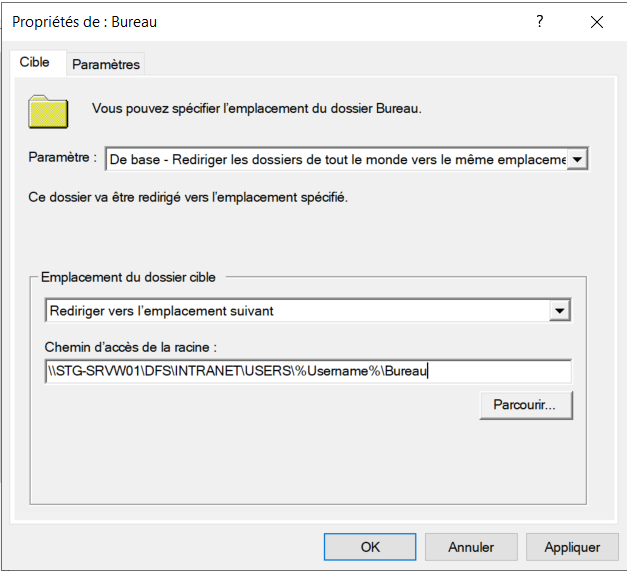 Propriétés de : Bureau
?
Cible
Paramètres
Vous pouvez spécifier l'emplacement du dossier Bureau.
Paramètre :
De base - Rediriger les dossiers de tout le monde vers le même emplaceme
Ce dossier va être redirigé vers l'emplacement spécifié.
Emplacement du dossier cible
Rediriger vers l'emplacement suivant
Chemin d'accès de la racine :
\\STG-SRVW01\DFS\INTRANET\USERS\%Username%\Bureau
Parcourir...
OK
Annuler
Appliquer